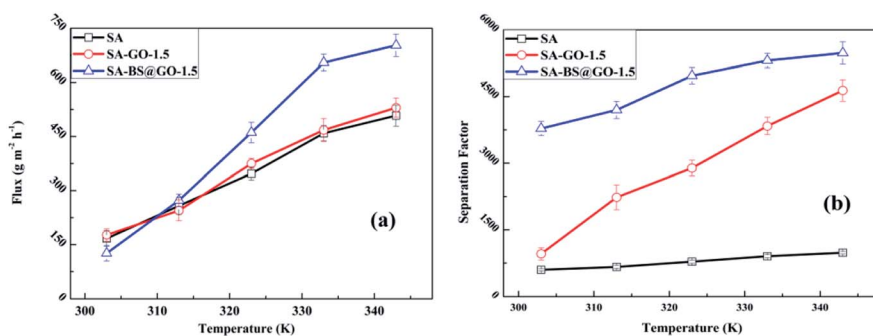 750
600
450
300
150
0
Flux (g m⁻² h⁻¹)
SA
SA-GO-1.5
SA-BS@GO-1.5
(a)
300 310 320 330 340
Temperature (K)
6000
4500
3000
1500
0
Separation Factor
SA
SA-GO-1.5
SA-BS@GO-1.5
(b)
300 310 320 330 340
Temperature (K)